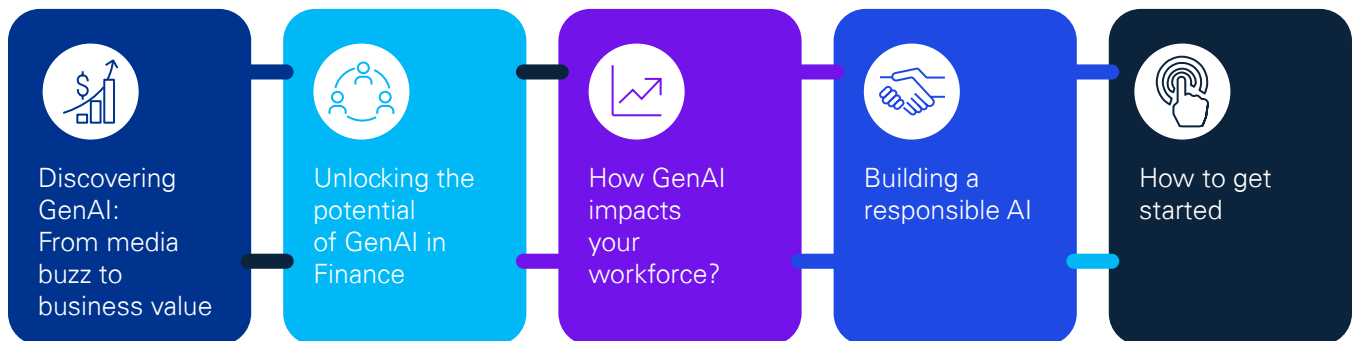 Discovering
GenAI:
From media
buzz to
business value
Unlocking the
potential
of GenAI in
Finance
How GenAI
impacts
your
workforce?
Building a
responsible AI
How to get
started